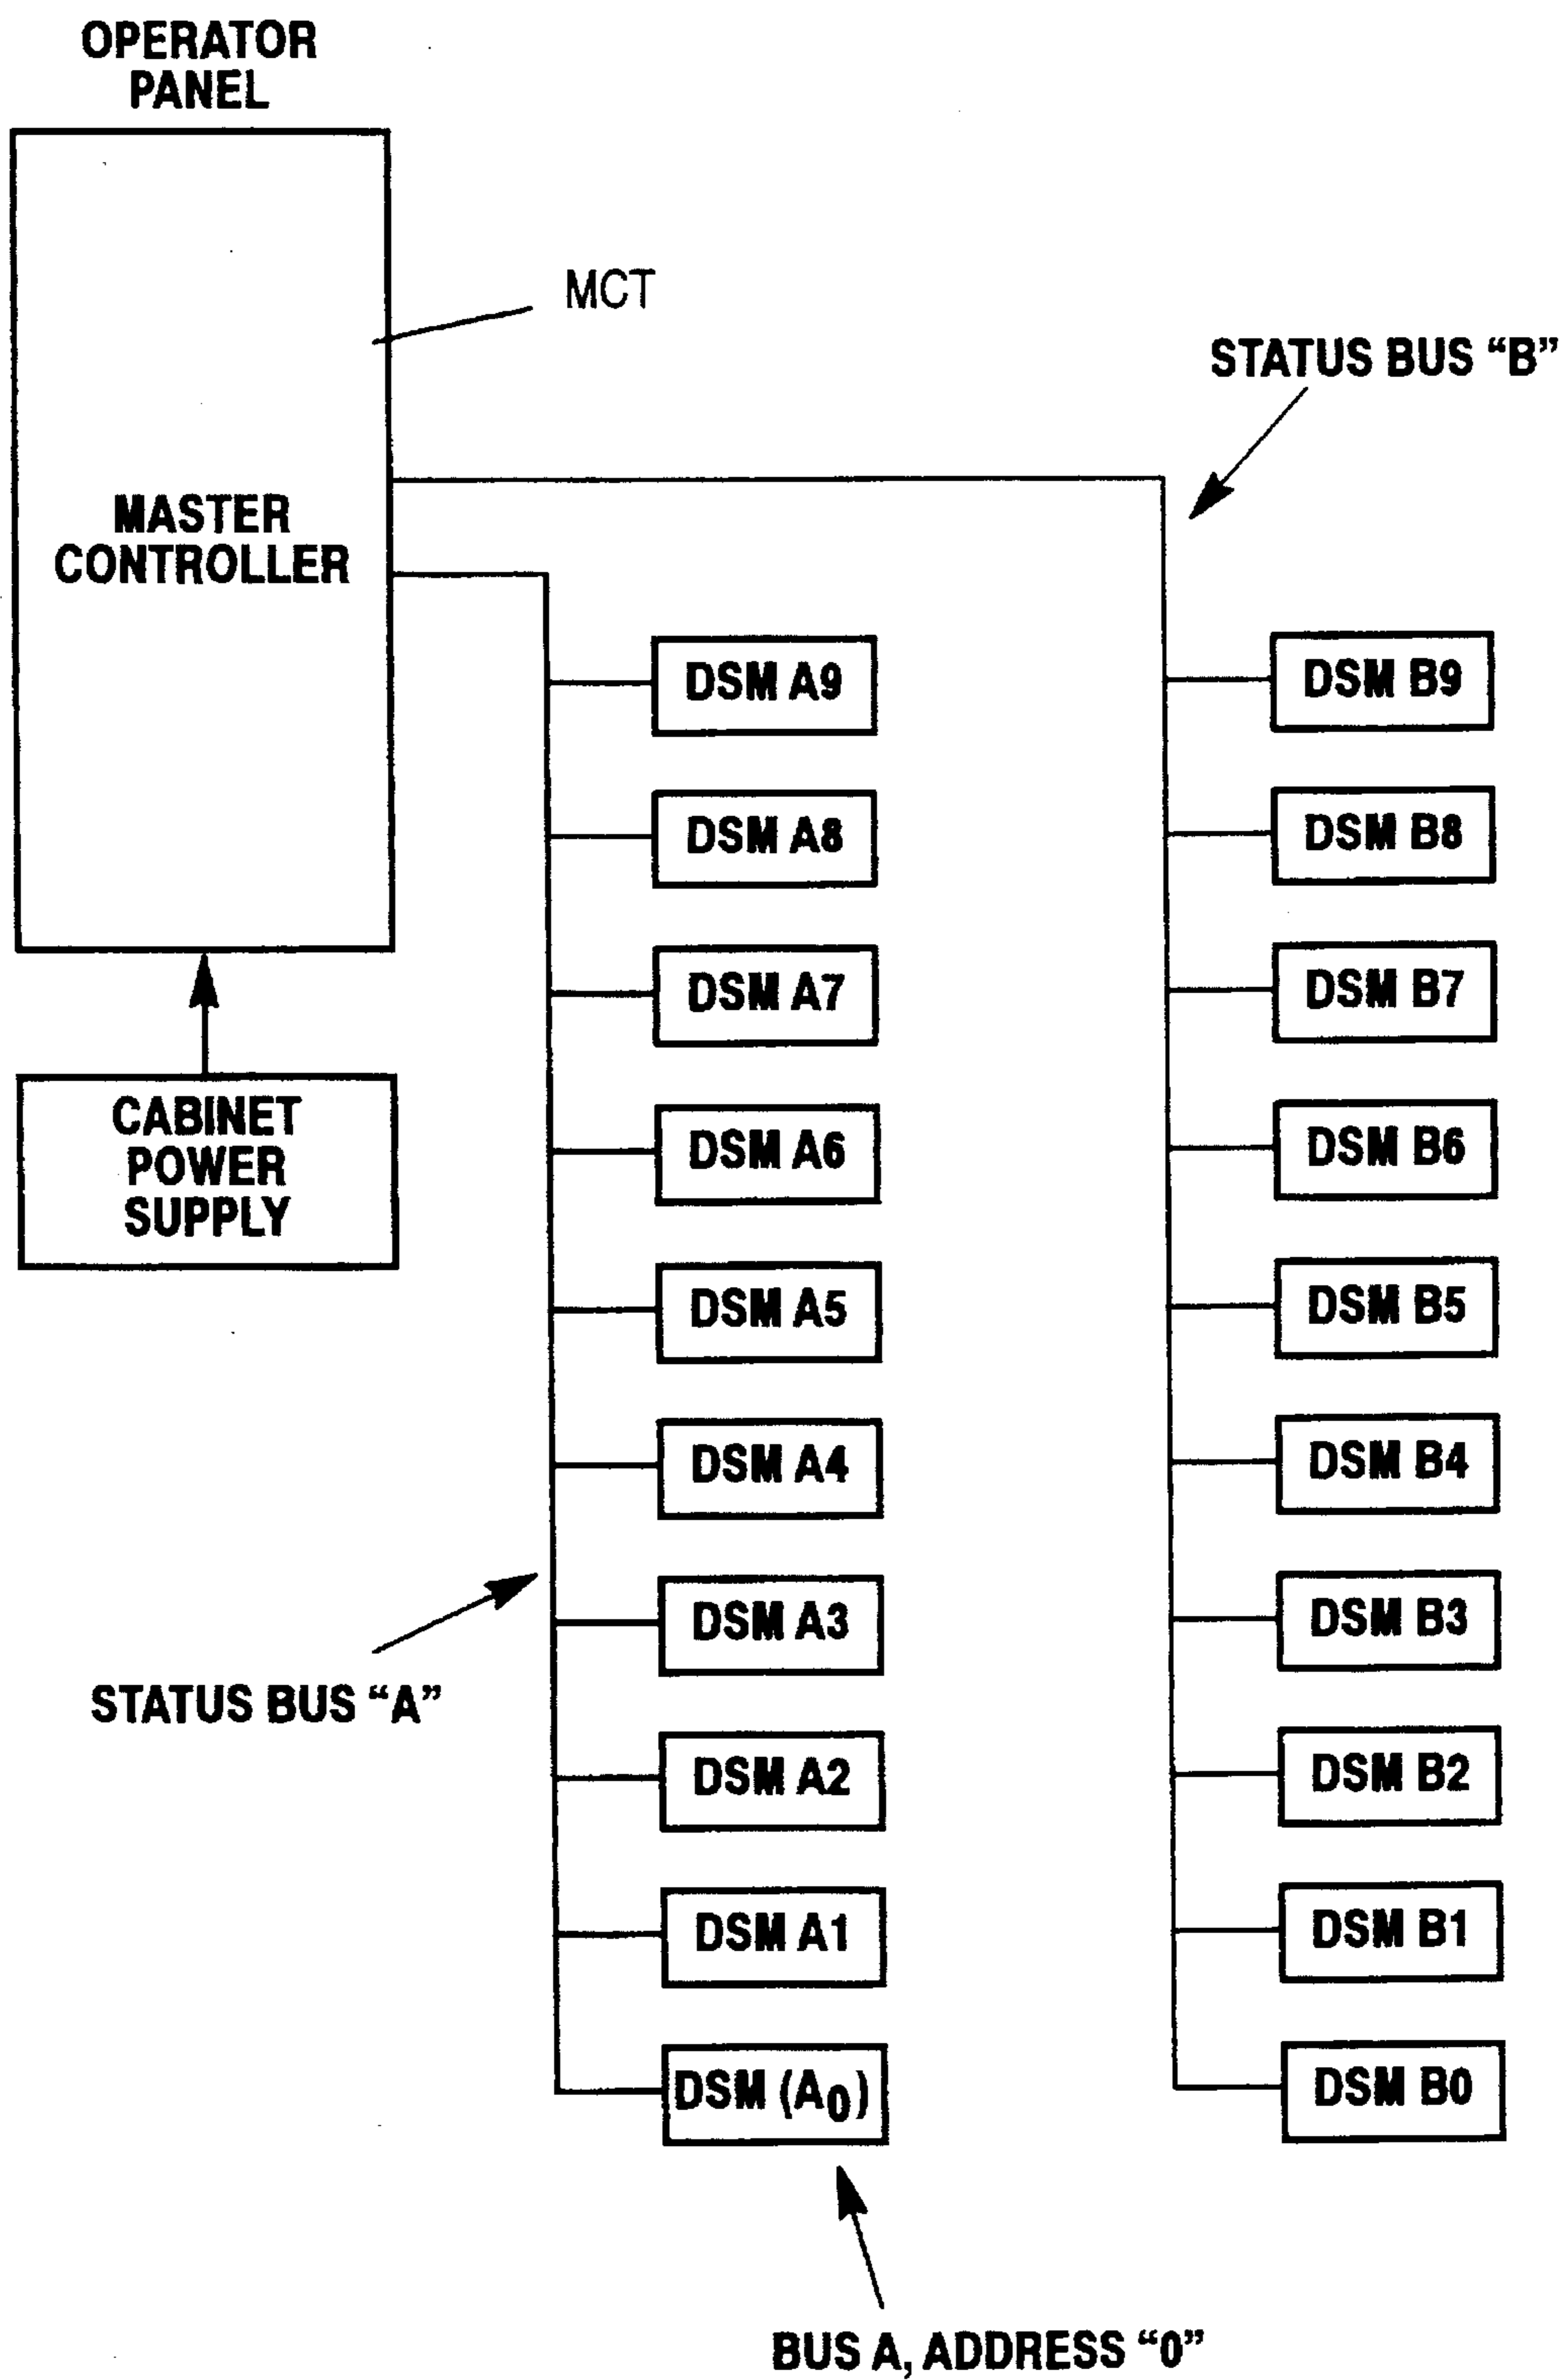 OPERATOR
PANEL
MCT
STATUS BUS “B”
MASTER
CONTROLLER
DSM A9
DSM A8
DSM A7
DSM A6
DSM A5
DSM A4
DSM A3
DSM A2
DSM A1
DSM (A0)
DSM B9
DSM B8
DSM B7
DSM B6
DSM B5
DSM B4
DSM B3
DSM B2
DSM B1
DSM B0
CABINET
POWER
SUPPLY
STATUS BUS “A”
BUS A, ADDRESS “0”